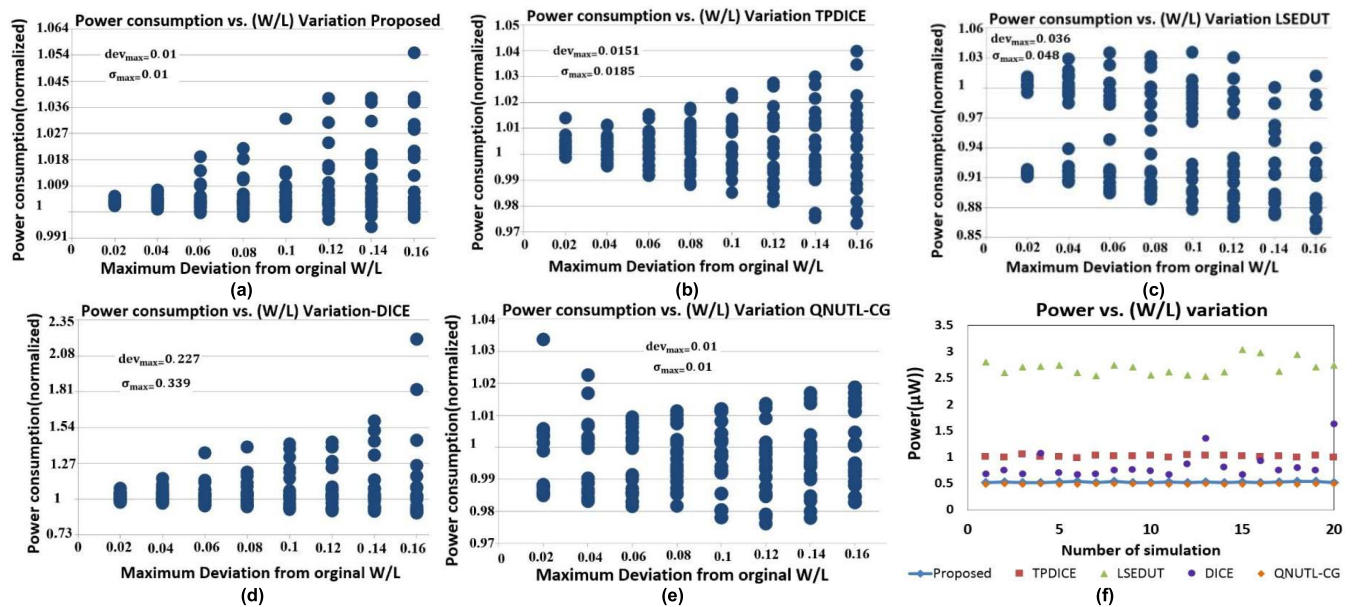 Power consumption vs. (W/L) Variation Proposed
Power consumption(normalized)
1.064
1.054
1.045
1.036
1.027
1.018
1.009
1
0.991
devmax=0.01
σmax=0.01
0 0.02 0.04 0.06 0.08 0.1 0.12 0.14 0.16
Maximum Deviation from orginal W/L
(a)
Power consumption vs. (W/L) Variation TPDICE
Power consumption(normalized)
1.05
1.04
1.03
1.02
1.01
1
0.99
0.98
0.97
devmax=0.0151
σmax=0.0185
0 0.02 0.04 0.06 0.08 0.1 0.12 0.14 0.16
Maximum Deviation from orginal W/L
(b)
Power consumption vs. (W/L) Variation LSEDUT
Power consumption(normalized)
1.06
1
0.97
0.94
0.91
0.88
0.85
devmax=0.036
σmax=0.048
0 0.02 0.04 0.06 0.08 0.1 0.12 0.14 0.16
Maximum Deviation from orginal W/L
(c)
Power consumption vs. (W/L) Variation-DICE
Power consumption(normalized)
2.35
2.08
1.81
1.54
1.27
1
0.73
devmax=0.227
σmax=0.339
0 0.02 0.04 0.06 0.08 0.1 0.12 0.14 0.16
Maximum Deviation from orginal W/L
(d)
Power consumption vs. (W/L) Variation QNUTL-CG
Power consumption(normalized)
1.04
1.03
1.02
1.01
1
0.99
0.98
0.97
devmax=0.01
σmax=0.01
0 0.02 0.04 0.06 0.08 0.1 0.12 0.14 0.16
Maximum Deviation from orginal W/L
(e)
Power vs. (W/L) variation
Power(μW))
3.5
3
2.5
2
1.5
1
0.5
0
0 5 10 15 20
Number of simulation
Proposed TPDICE LSEDUT DICE QNUTL-CG
(f)